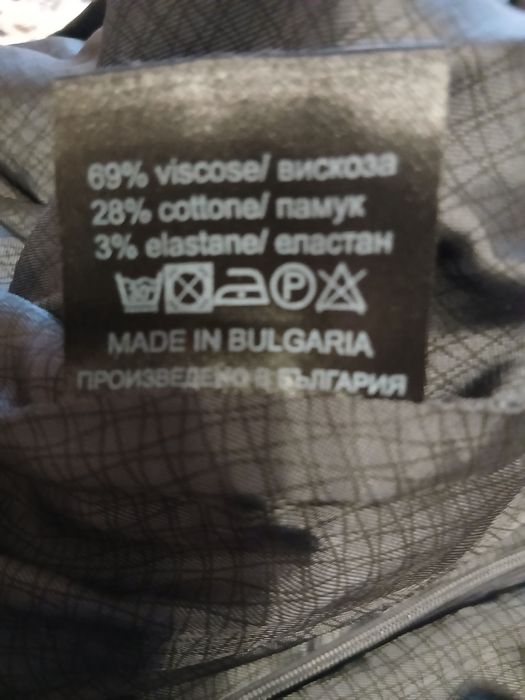 69% viscose/ вискоза
28% cottone/ памук
3% elastane/ еластан
P
MADE IN BULGARIA
ПРОИЗВЕДЕНО В БЪЛГАРИЯ